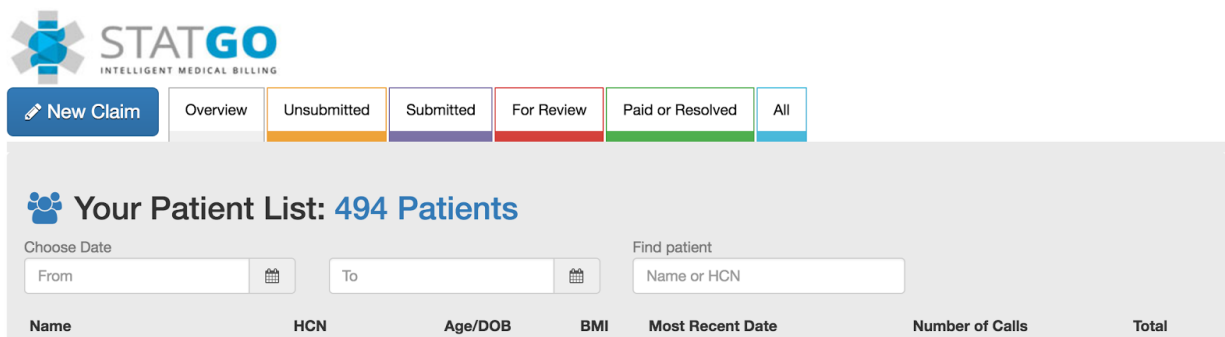 STATGO
INTELLIGENT MEDICAL BILLING
New Claim
Overview
Unsubmitted
Submitted
For Review
Paid or Resolved
All
Your Patient List: 494 Patients
Choose Date
Find patient
From
To
Name or HCN
Name HCN Age/DOB BMI Most Recent Date Number of Calls Total